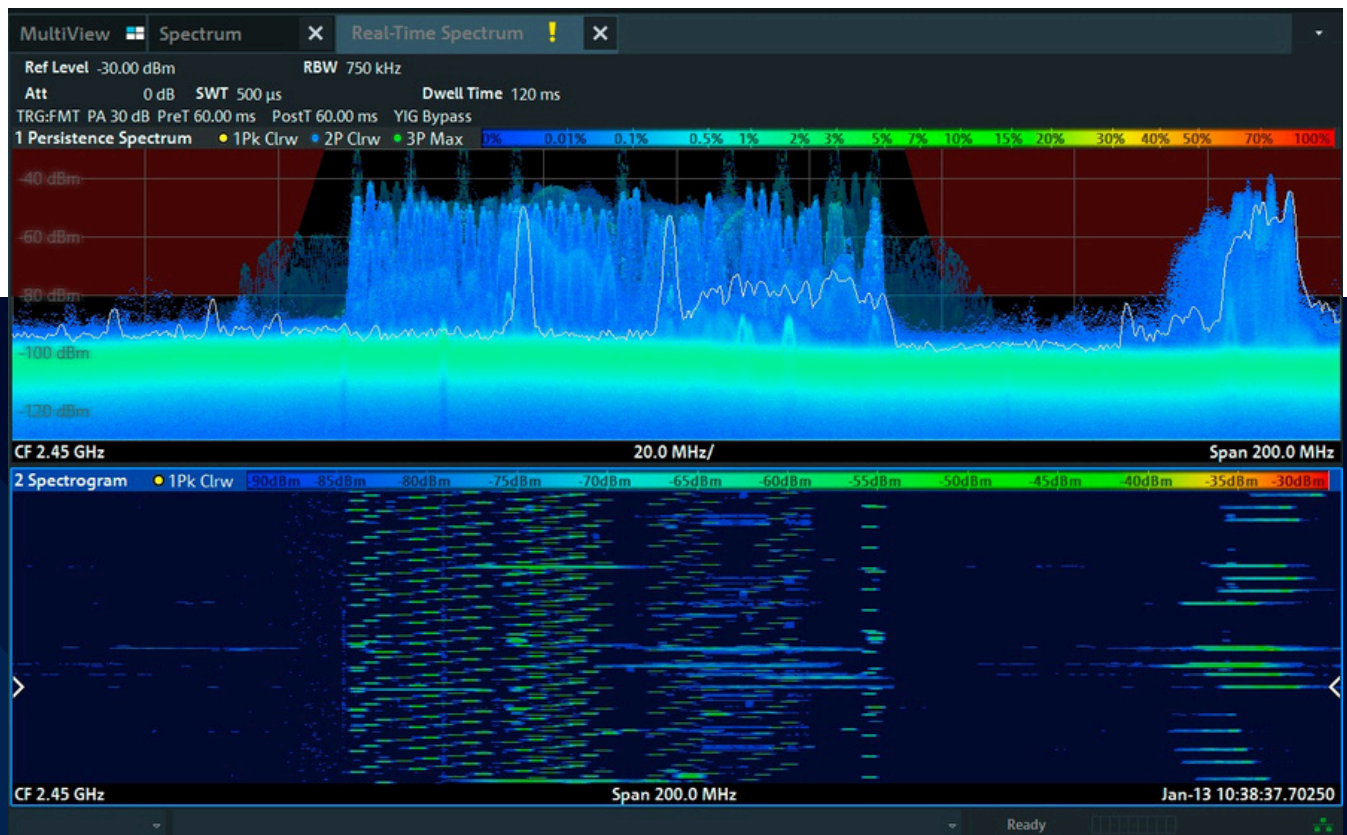 MultiView Spectrum X Real-Time Spectrum ! X
Ref Level -30.00 dBm RBW 750 kHz
Att 0 dB SWT 500 µs Dwell Time 120 ms
TRG:FMT PA 30 dB PreT 60.00 ms PostT 60.00 ms YIG Bypass
1 Persistence Spectrum 1Pk Clrw 2P Clrw 3P Max 0% 0.01% 0.1% 0.5% 1% 2% 3% 5% 7% 10% 15% 20% 30% 40% 50% 70% 100%
-40 dBm
-60 dBm
-80 dBm
-100 dBm
-120 dBm
CF 2.45 GHz 20.0 MHz/ Span 200.0 MHz
2 Spectrogram 1Pk Clrw -90dBm -85dBm -80dBm -75dBm -70dBm -65dBm -60dBm -55dBm -50dBm -45dBm -40dBm -35dBm -30dBm
CF 2.45 GHz Span 200.0 MHz Jan-13 10:38:37.70250
Ready